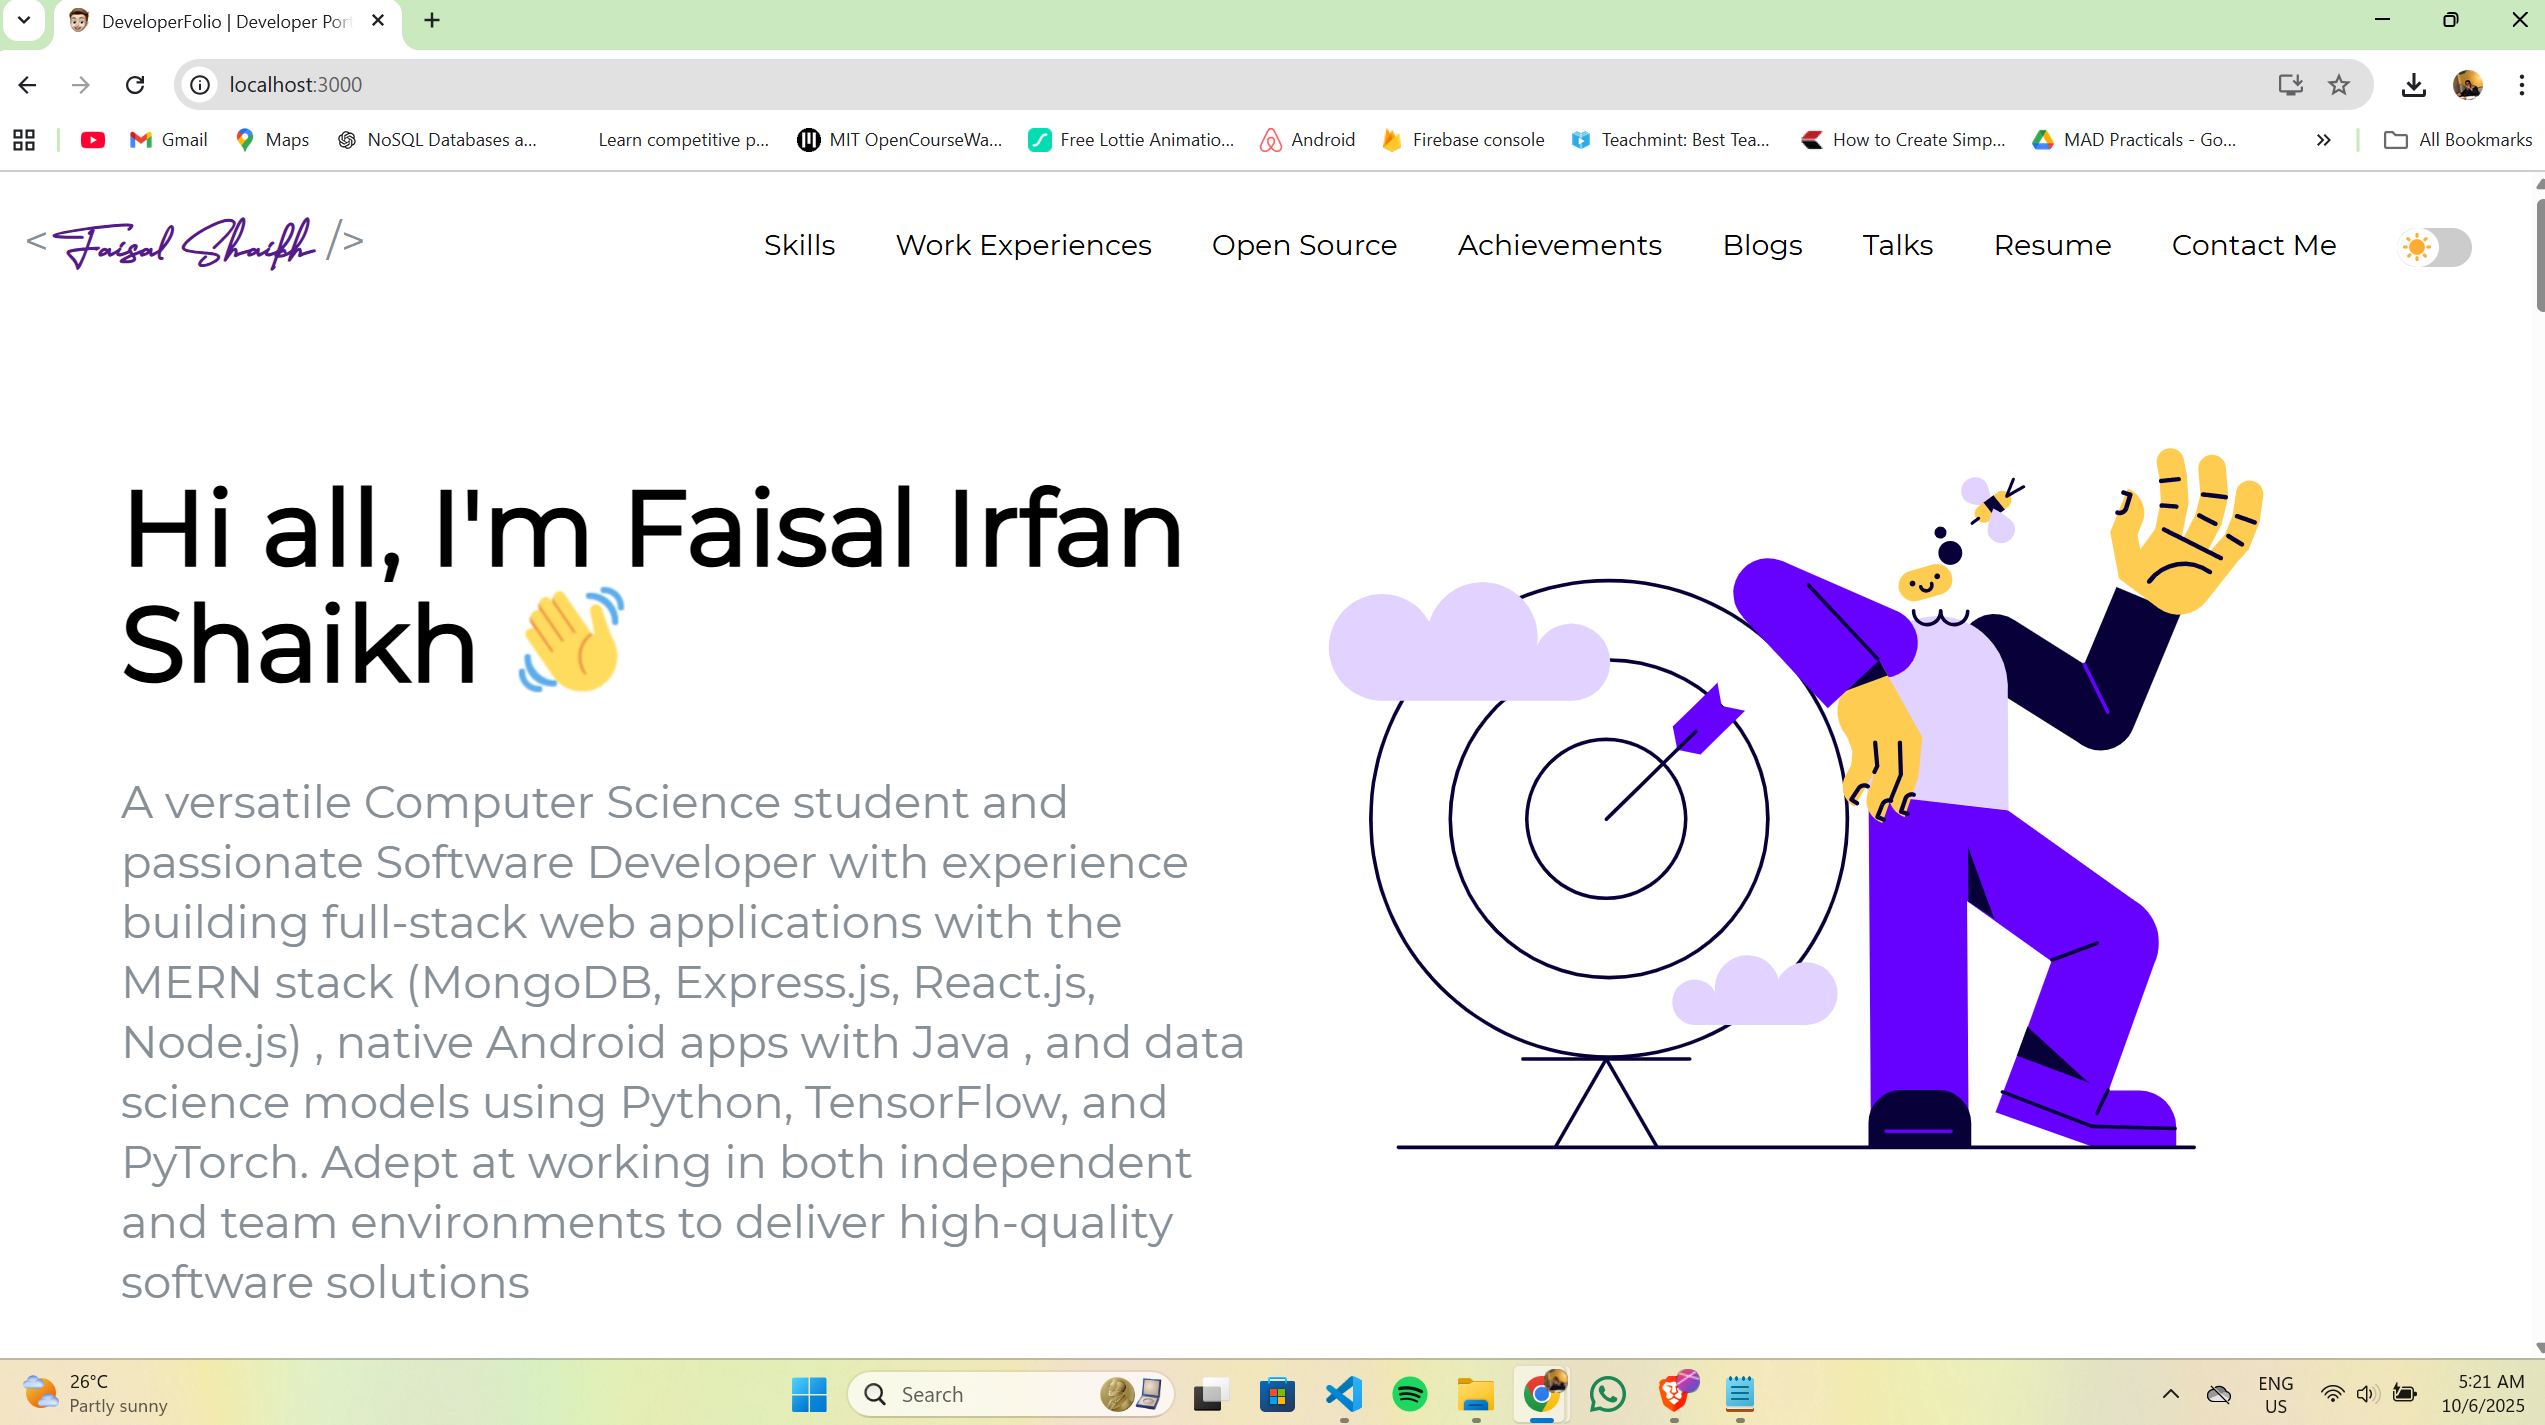 DeveloperFolio | Developer Port
localhost:3000
Gmail
Maps
NoSQL Databases a...
Learn competitive p...
MIT OpenCourseWa...
Free Lottie Animatio...
Android
Firebase console
Teachmint: Best Tea...
How to Create Simp...
MAD Practicals - Go...
All Bookmarks
< Faisal Shaikh />
Skills
Work Experiences
Open Source
Achievements
Blogs
Talks
Resume
Contact Me
Hi all, I'm Faisal Irfan
Shaikh 👋
A versatile Computer Science student and
passionate Software Developer with experience
building full-stack web applications with the
MERN stack (MongoDB, Express.js, React.js,
Node.js) , native Android apps with Java , and data
science models using Python, TensorFlow, and
PyTorch. Adept at working in both independent
and team environments to deliver high-quality
software solutions
26°C
Partly sunny
Search
ENG
US
5:21 AM
10/6/2025